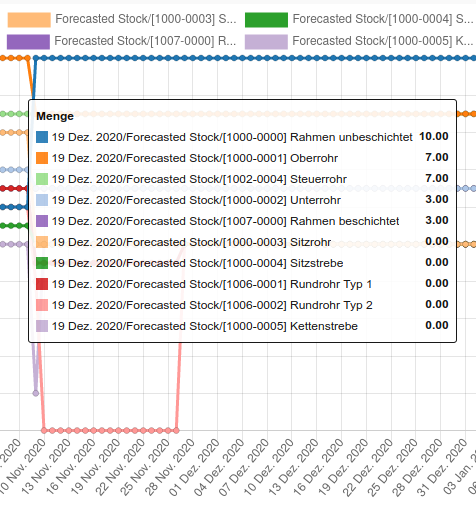 Forecasted Stock/[1000-0003] S... Forecasted Stock/[1000-0004] S...
Forecasted Stock/[1007-0000] R... Forecasted Stock/[1000-0005] K...
Menge
19 Dez. 2020/Forecasted Stock/[1000-0000] Rahmen unbeschichtet 10.00
19 Dez. 2020/Forecasted Stock/[1000-0001] Oberrohr 7.00
19 Dez. 2020/Forecasted Stock/[1002-0004] Steuerrohr 7.00
19 Dez. 2020/Forecasted Stock/[1000-0002] Unterrohr 3.00
19 Dez. 2020/Forecasted Stock/[1007-0000] Rahmen beschichtet 3.00
19 Dez. 2020/Forecasted Stock/[1000-0003] Sitzrohr 0.00
19 Dez. 2020/Forecasted Stock/[1000-0004] Sitzstrebe 0.00
19 Dez. 2020/Forecasted Stock/[1006-0001] Rundrohr Typ 1 0.00
19 Dez. 2020/Forecasted Stock/[1006-0002] Rundrohr Typ 2 0.00
19 Dez. 2020/Forecasted Stock/[1000-0005] Kettenstrebe 0.00
. 2020
10 Nov. 2020
13 Nov. 2020
16 Nov. 2020
19 Nov. 2020
22 Nov. 2020
25 Nov. 2020
28 Nov. 2020
01 Dez. 2020
04 Dez. 2020
07 Dez. 2020
10 Dez. 2020
13 Dez. 2020
16 Dez. 2020
19 Dez. 2020
22 Dez. 2020
25 Dez. 2020
28 Dez. 2020
31 Dez. 2020
03 Jan.